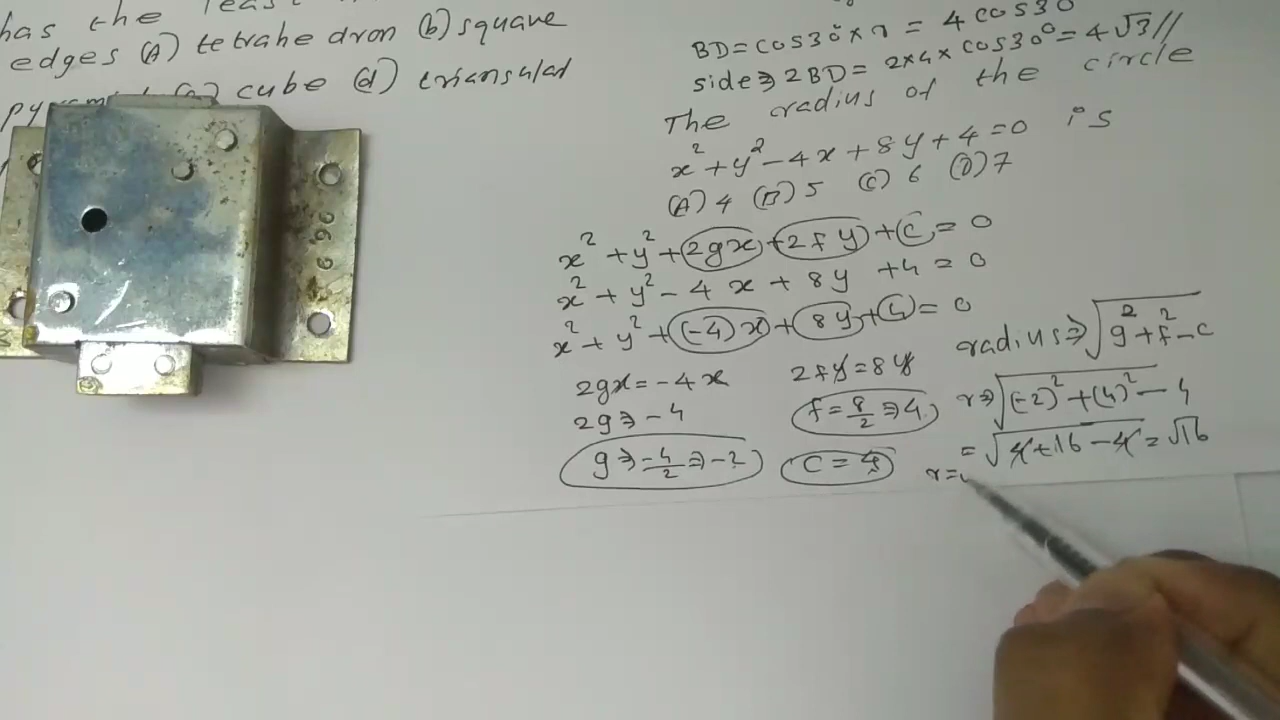 has the least
edges (A) tetrahedron (b) square
cube (d) triangular
BD = cos30° × r = 4 cos30
side ⇒ 2BD = 2×4× cos30° = 4√3 //
The radius of the circle
x² + y² - 4x + 8y + 4 = 0 is
(A) 4 (B) 5 (C) 6 (D) 7
x² + y² + 2gx + 2fy + c = 0
x² + y² - 4x + 8y + 4 = 0
x² + y² + (-4)x + 8y + 4 = 0
radius ⇒ √g² + f² - c
2gx = -4x
2fy = 8y
r ⇒ √(-2)² + (4)² - 4
2g ⇒ -4
f = 8/2 ⇒ 4
= √4 + 16 - 4 = √16
g ⇒ -4/2 ⇒ -2
c = 4
r =
696